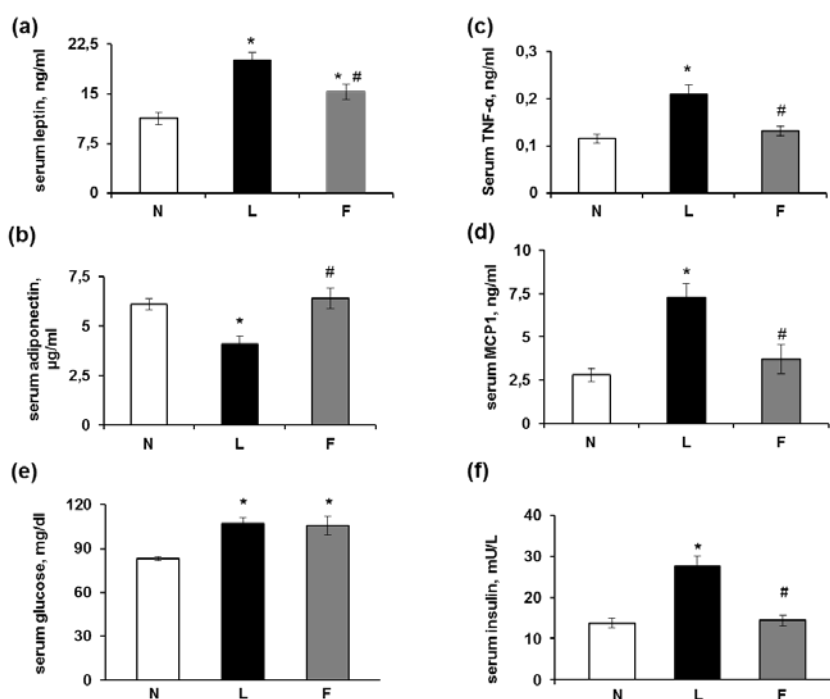 (a)
serum leptin, ng/ml
22,5
15
7,5
0
*
* #
N L F
(c)
Serum TNF-α, ng/ml
0,3
0,2
0,1
0
*
#
N L F
(b)
serum adiponectin,
µg/ml
7,5
5
2,5
0
*
#
N L F
(d)
serum MCP1, ng/ml
10
7,5
5
2,5
0
*
#
N L F
(e)
serum glucose, mg/dl
120
90
60
30
0
*
*
N L F
(f)
serum insulin, mU/L
40
30
20
10
0
*
#
N L F